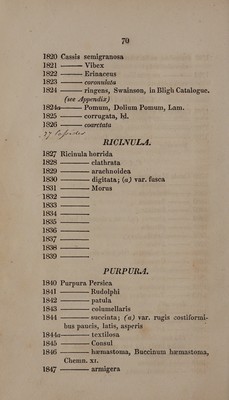 70
1820 Cassis semigranosa
1821 ——— Vibex
1822 ——— Erinaceus
1823 ——— coronulata
1824 ——— ringens, Swainson, in Bligh Catalogue.
(see Appendix)
1824a ——— Pomum, Dolium Pomum, Lam.
1825 ——— corrugata, bl.
1826 ——— coarctata
RICINULA.
1827 Ricinula horrida
1828 ——— clathrata
1829 ——— arachnoidea
1830 ——— digitata; (a) var. fusca
1831 ——— Morus
1832 ———
1833 ———
1834 ———
1835 ———
1836 ———
1837 ———
1838 ———
1839 ———
PURPURA.
1840 Purpura Persica
1841 ——— Rudolphi
1842 ——— patula
1843 ——— columellaris
1844 ——— succinta; (a) var. rugis costiformi-
bus paucis, latis, asperis
1844a ——— textilosa
1845 ——— Consul
1846 ——— hæmastoma, Buccinum hæmastoma,
Chemn. xi.
1847 ——— armigera